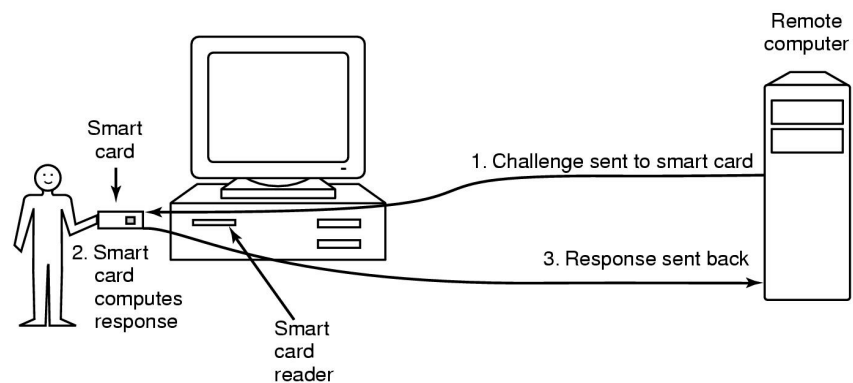 Remote
computer
Smart
card
1. Challenge sent to smart card
2. Smart
card
computes
response
3. Response sent back
Smart
card
reader